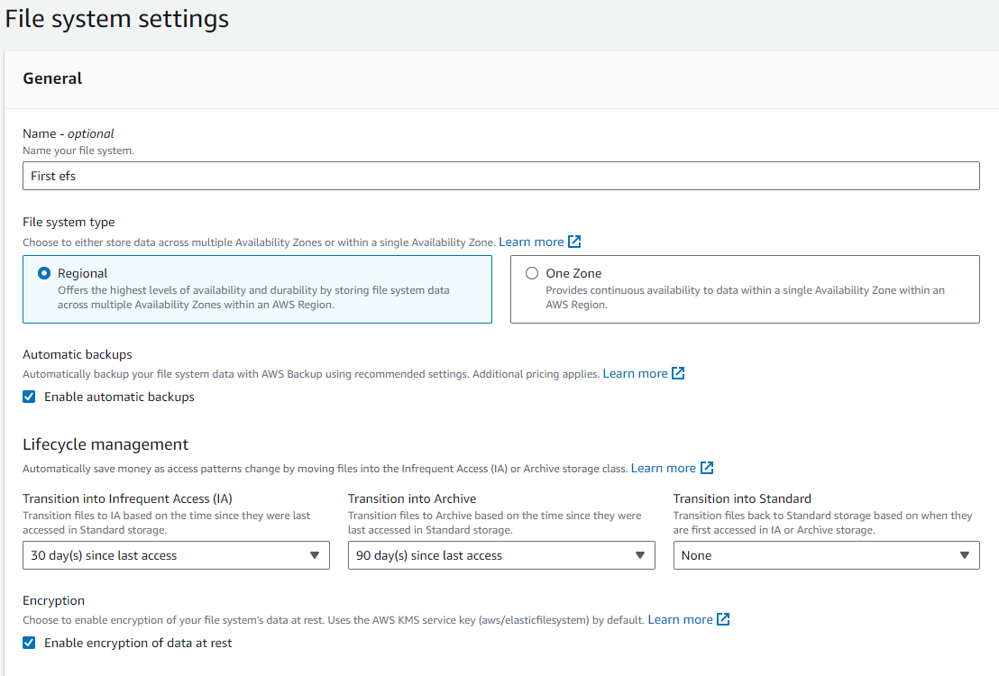 File system settings
General
Name - optional
Name your file system.
First efs
File system type
Choose to either store data across multiple Availability Zones or within a single Availability Zone. Learn more
Regional
Offers the highest levels of availability and durability by storing file system data
across multiple Availability Zones within an AWS Region.
One Zone
Provides continuous availability to data within a single Availability Zone within an
AWS Region.
Automatic backups
Automatically backup your file system data with AWS Backup using recommended settings. Additional pricing applies. Learn more
Enable automatic backups
Lifecycle management
Automatically save money as access patterns change by moving files into the Infrequent Access (IA) or Archive storage class. Learn more
Transition into Infrequent Access (IA)
Transition files to IA based on the time since they were last
accessed in Standard storage.
30 day(s) since last access
Transition into Archive
Transition files to Archive based on the time since they were
last accessed in Standard storage.
90 day(s) since last access
Transition into Standard
Transition files back to Standard storage based on when they
are first accessed in IA or Archive storage.
None
Encryption
Choose to enable encryption of your file system's data at rest. Uses the AWS KMS service key (aws/elasticfilesystem) by default. Learn more
Enable encryption of data at rest